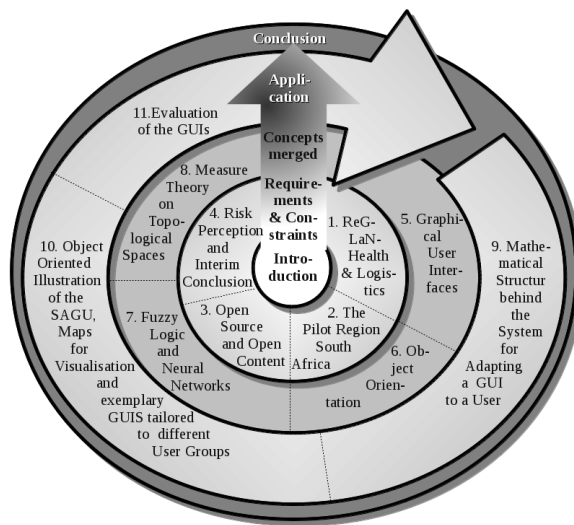 Conclusion
Appli-
cation
Concepts
merged
Require-
ments
& Con-
straints
Intro-
duction
1. ReG-
LaN-
Health
& Logis-
tics
2. The
Pilot Region
South
Africa
3. Open
Source
and Open
Content
4. Risk
Perception
and
Interim
Conclusion
5. Graphi-
cal
User
Inter-
faces
6. Ob-
ject
Orien-
tation
7. Fuzzy
Logic
and
Neural
Networks
8. Measure
Theory
on
Topo-
logical
Spaces
9. Mathe-
matical
Structur
behind
the
System
for
Adapting
a GUI
to a User
10. Object
Oriented
Illustration
of the
SAGU,
Maps
for
Visualisation
and
exemplary
GUIS tailored
to different
User Groups
11.Evaluation
of the GUIs